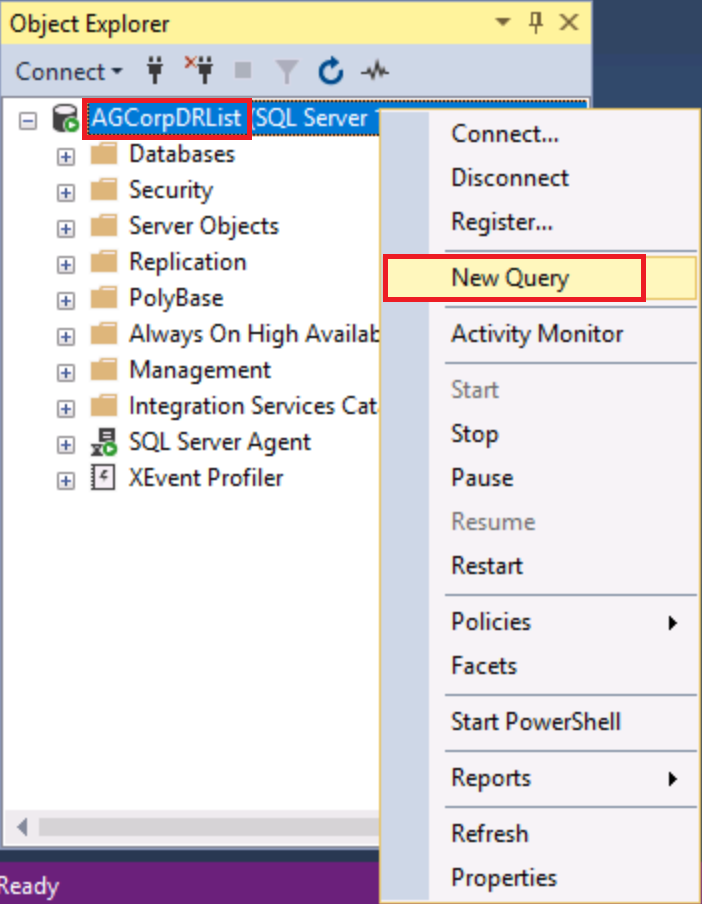 Object Explorer
Connect
AGCorpDRList (SQL Server
Databases
Security
Server Objects
Replication
PolyBase
Always On High Availab
Management
Integration Services Cat
SQL Server Agent
XEvent Profiler
Connect...
Disconnect
Register...
New Query
Activity Monitor
Start
Stop
Pause
Resume
Restart
Policies
Facets
Start PowerShell
Reports
Refresh
Properties
Ready